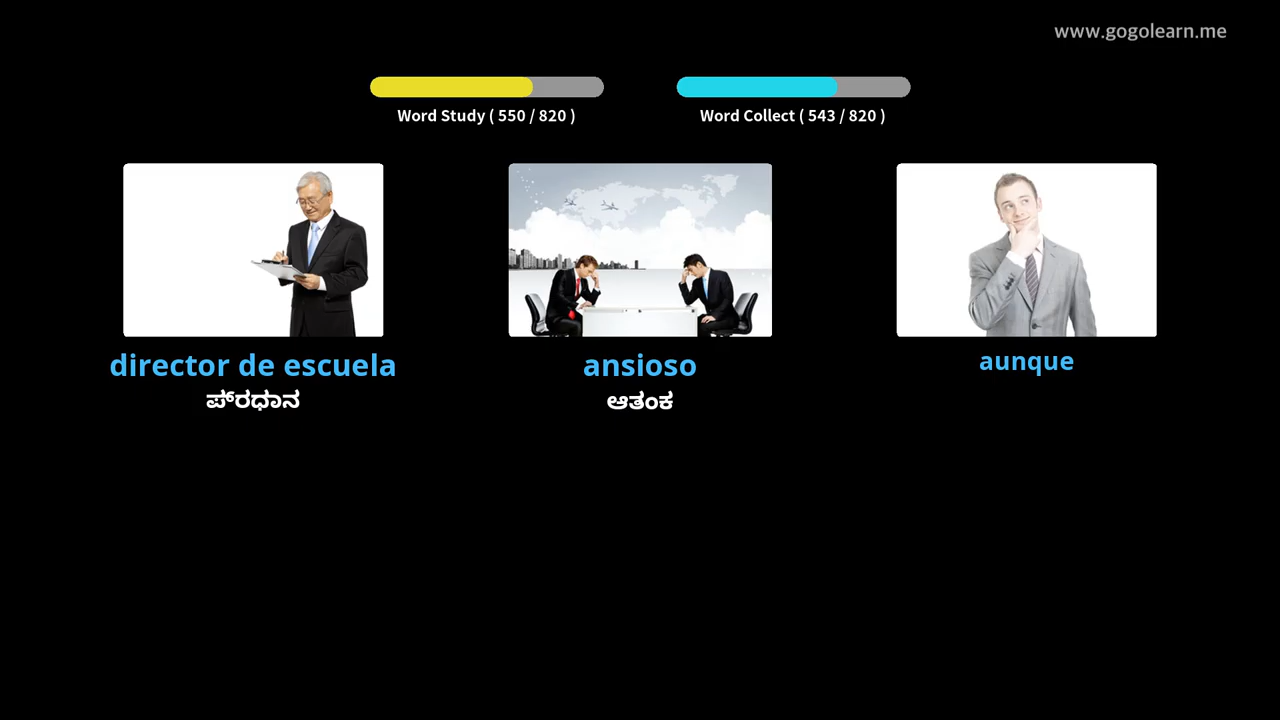 www.gogolearn.me
Word Study ( 550 / 820 )
Word Collect ( 543 / 820 )
director de escuela
ಪ್ರಧಾನ
ansioso
ಆತಂಕ
aunque